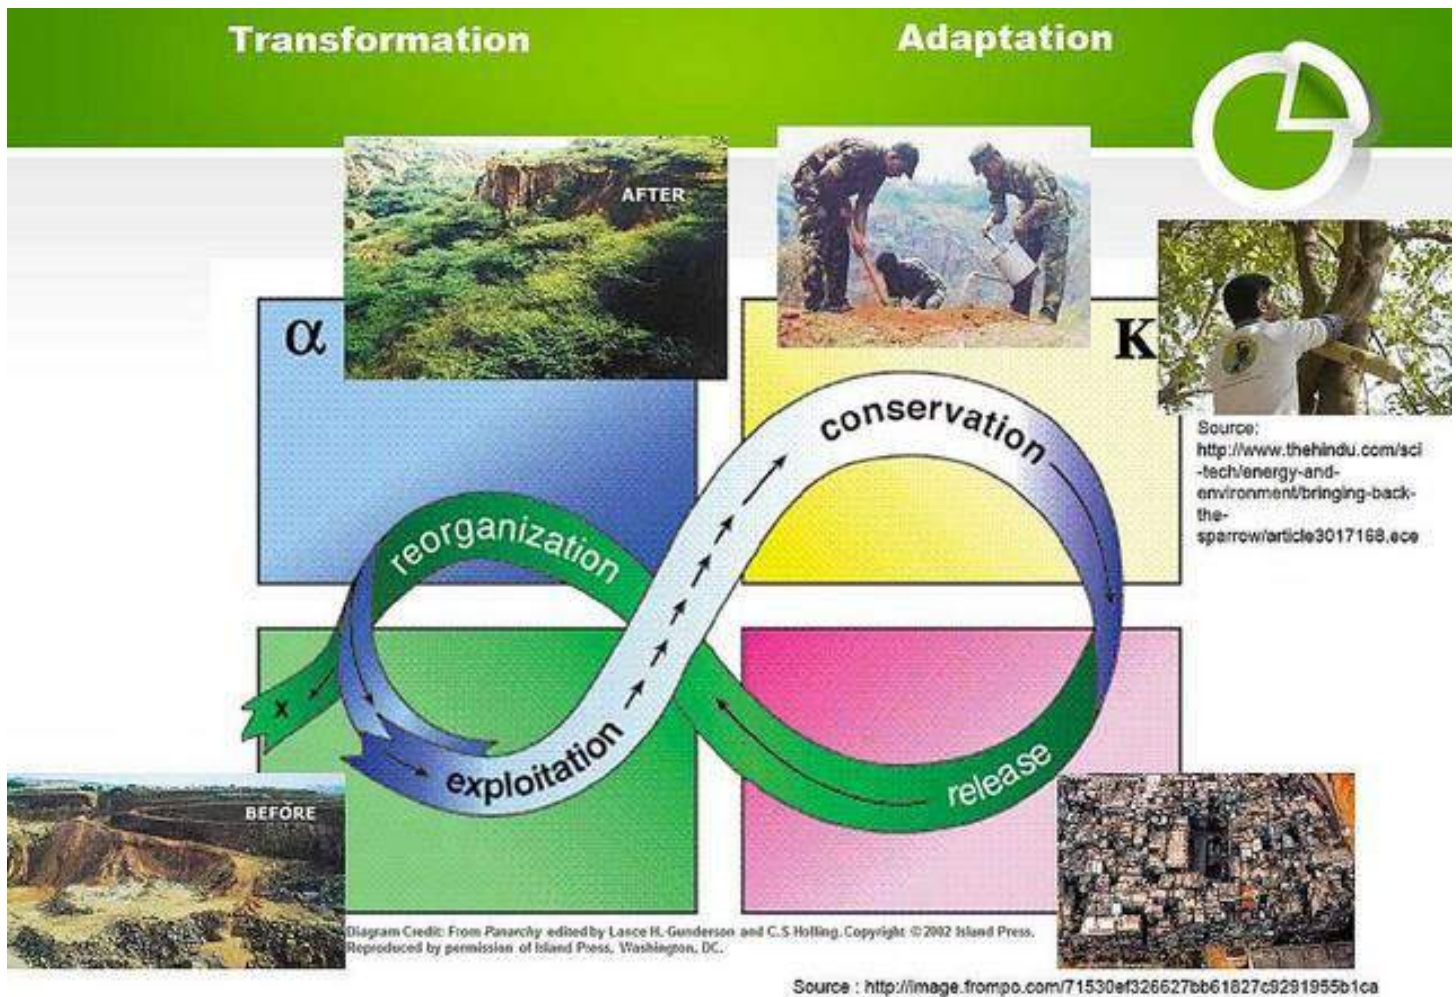 Transformation
Adaptation
AFTER
α
K
Source:
http://www.thehindu.com/sci
-tech/energy-and-
environment/bringing-back-
the-
sparrow/article3017168.ece
conservation
reorganization
x
exploitation
release
BEFORE
Diagram Credit: From Panarchy edited by Lance H. Gunderson and C.S Holling. Copyright © 2002 Island Press.
Reproduced by permission of Island Press, Washington, DC.
Source : http://image.frompo.com/71530ef326627bb61827c9291955b1ca